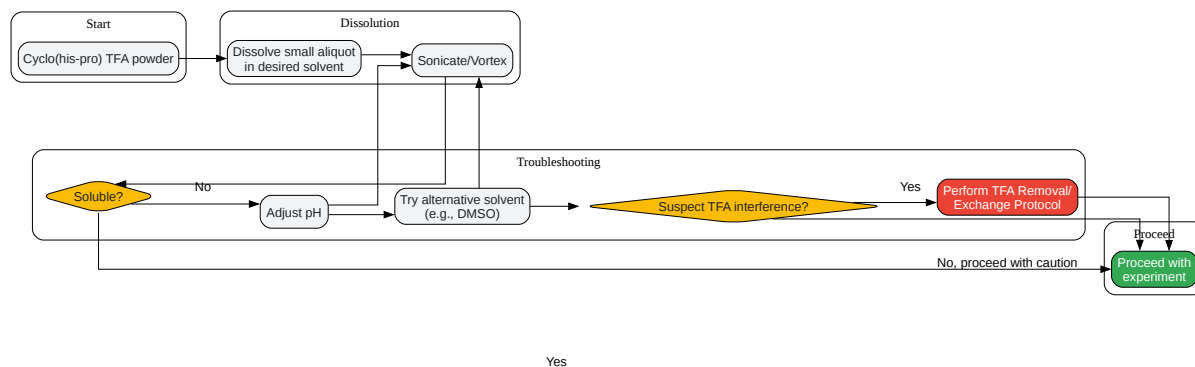 Start
Cyclo(his-pro) TFA powder
Dissolution
Dissolve small aliquot
in desired solvent
Sonicate/Vortex
Troubleshooting
Soluble?
No
Adjust pH
Try alternative solvent
(e.g., DMSO)
Suspect TFA interference?
Yes
Perform TFA Removal/
Exchange Protocol
Proceed
Proceed with
experiment
No, proceed with caution
Yes